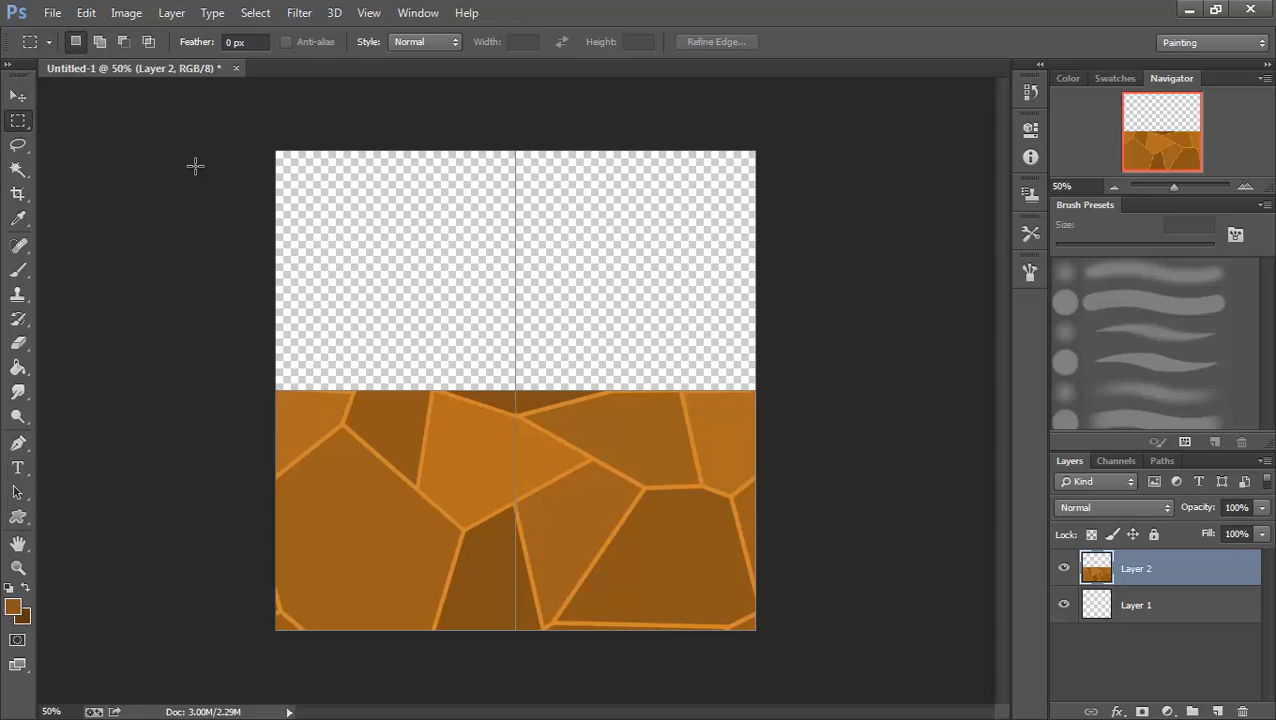 Ps File Edit Image Layer Type Select Filter 3D View Window Help
Feather: 0 px Anti-alias Style: Normal Width: Height: Refine Edge... Painting
Untitled-1 @ 50% (Layer 2, RGB/8) * ×
Color Swatches Navigator
50%
Brush Presets
Size:
Layers Channels Paths
Kind
Normal Opacity: 100%
Lock: Fill: 100%
Layer 2
Layer 1
50% Doc: 3.00M/2.29M